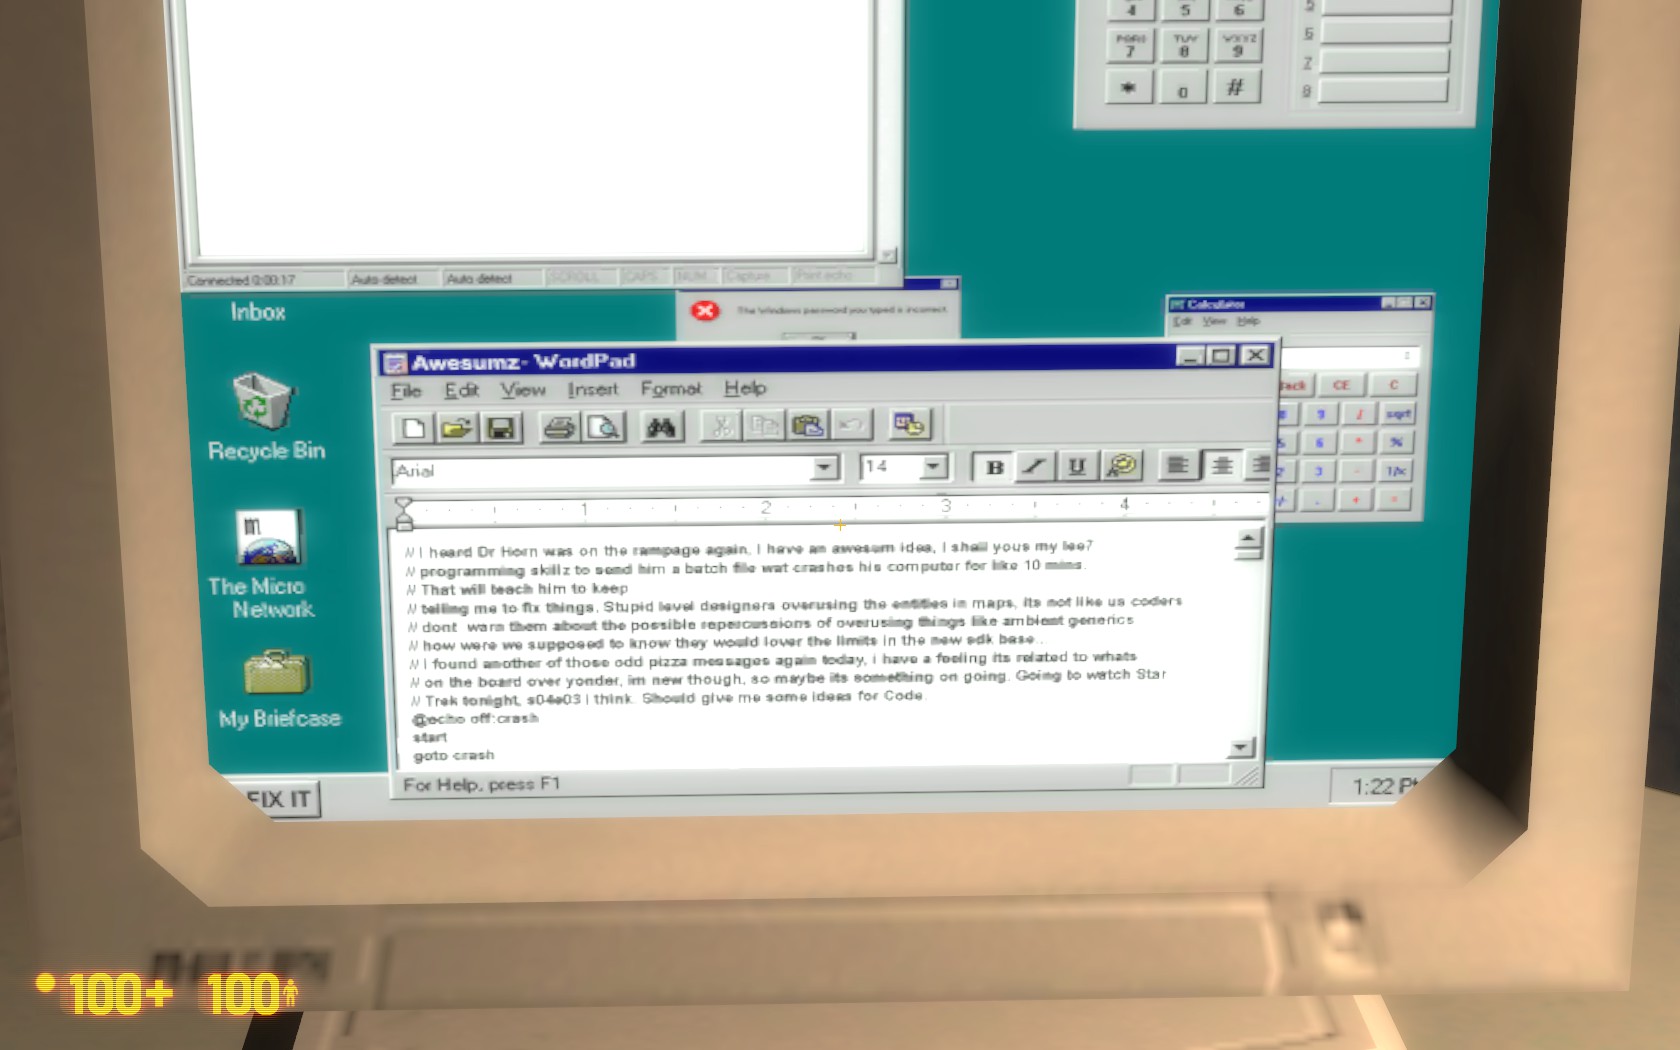 4 5 6 5
PQRS TUV WXYZ 6
7 8 9 7
* 0 # 8
Connected 0:00:17 Auto detect Auto detect SCROLL CAPS NUM Capture Print echo
Inbox
The Windows password you typed is incorrect.
Calculator
Edit View Help
Awesumz- WordPad
File Edit View Insert Format Help
Back CE C
9 / sqrt
5 6 * %
2 3 - 1/x
+/- . + =
Arial 14 B U
1 2 3 4
Recycle Bin
m
The Micro
Network
My Briefcase
// I heard Dr Horn was on the rampage again, I have an awesum idea, I shall yous my lee?
// programming skillz to send him a batch file wat crashes his computer for like 10 mins.
// That will teach him to keep
// telling me to fix things. Stupid level designers overusing the entities in maps, its not like us coders
// dont warn them about the possible repercussions of overusing things like ambient generics
// how were we supposed to know they would lover the limits in the new sdk base..
// I found another of those odd pizza messages again today, i have a feeling its related to whats
// on the board over yonder, im new though, so maybe its something on going. Going to watch Star
// Trek tonight, s04e03 I think. Should give me some ideas for Code.
@echo off:crash
start
goto crash
For Help, press F1
FIX IT
1:22 P
100+ 100